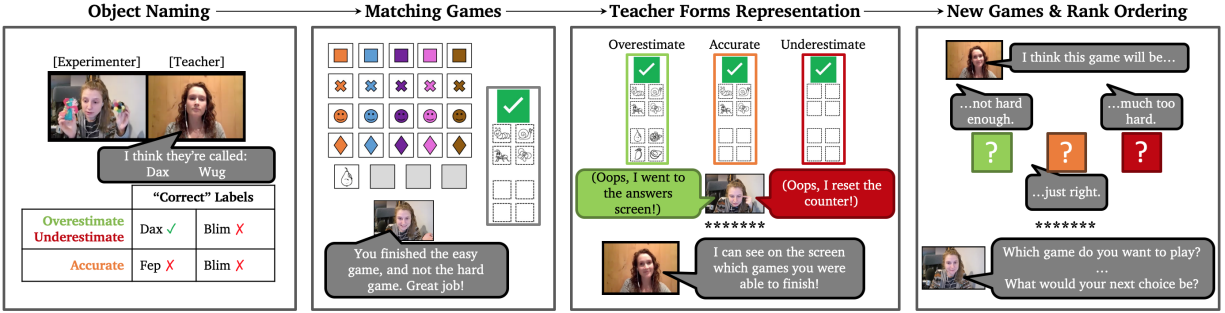 Object Naming
Matching Games
Teacher Forms Representation
New Games & Rank Ordering
[Experimenter] [Teacher]
I think they're called:
Dax Wug
"Correct" Labels
Overestimate
Underestimate
Dax ✓ Blim ✗
Accurate Fep ✗ Blim ✗
You finished the easy
game, and not the hard
game. Great job!
Overestimate Accurate Underestimate
(Oops, I went to
the answers
screen!)
(Oops, I reset the
counter!)
*******
I can see on the screen
which games you were
able to finish!
I think this game will be…
…not hard
enough.
…much too
hard.
? ? ?
…just right.
*******
Which game do you want to play?
…
What would your next choice be?